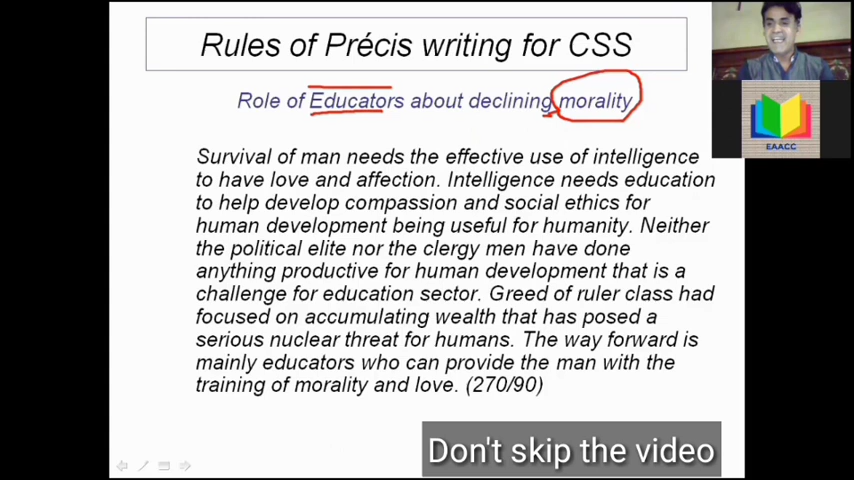 Rules of Précis writing for CSS
Role of Educators about declining morality
Survival of man needs the effective use of intelligence
to have love and affection. Intelligence needs education
to help develop compassion and social ethics for
human development being useful for humanity. Neither
the political elite nor the clergy men have done
anything productive for human development that is a
challenge for education sector. Greed of ruler class had
focused on accumulating wealth that has posed a
serious nuclear threat for humans. The way forward is
mainly educators who can provide the man with the
training of morality and love. (270/90)
EAACC
Don't skip the video